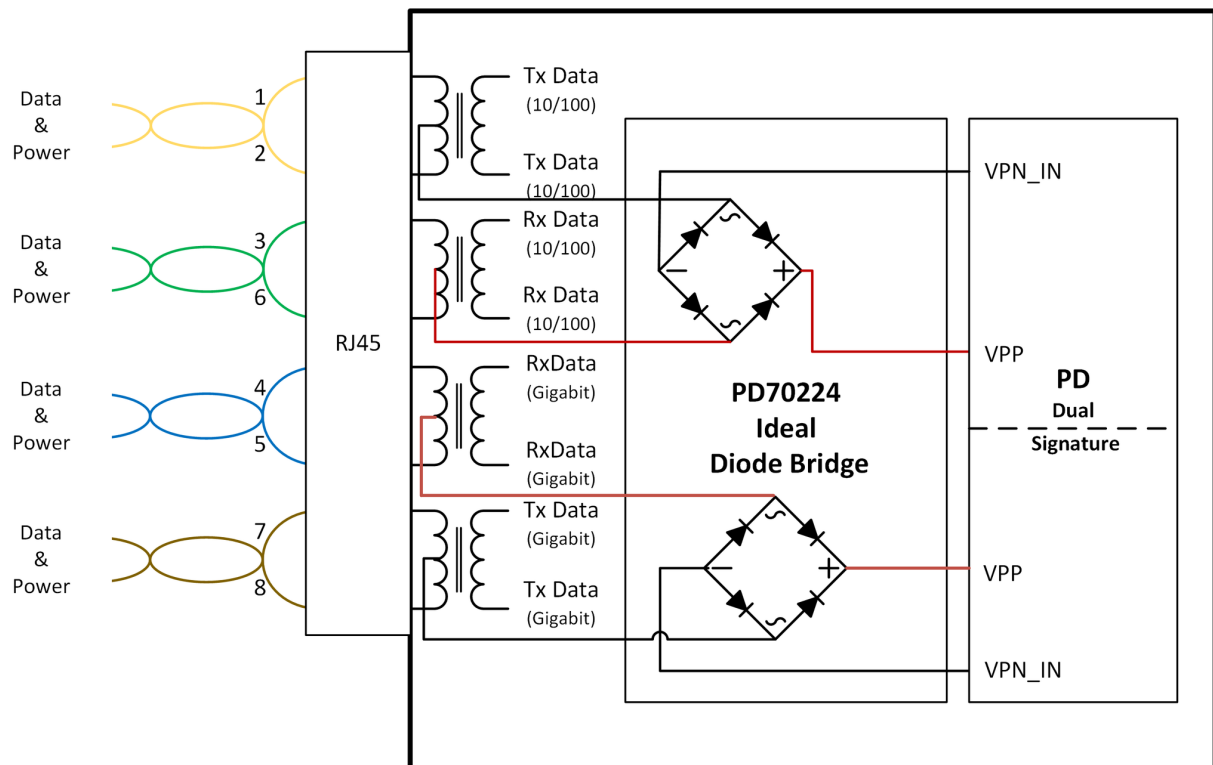 Data
&
Power
1
2
Data
&
Power
3
6
Data
&
Power
4
5
Data
&
Power
7
8
RJ45
Tx Data
(10/100)
Tx Data
(10/100)
Rx Data
(10/100)
Rx Data
(10/100)
RxData
(Gigabit)
RxData
(Gigabit)
Tx Data
(Gigabit)
Tx Data
(Gigabit)
PD70224
Ideal
Diode Bridge
VPN_IN
VPP
PD
Dual
Signature
VPP
VPN_IN